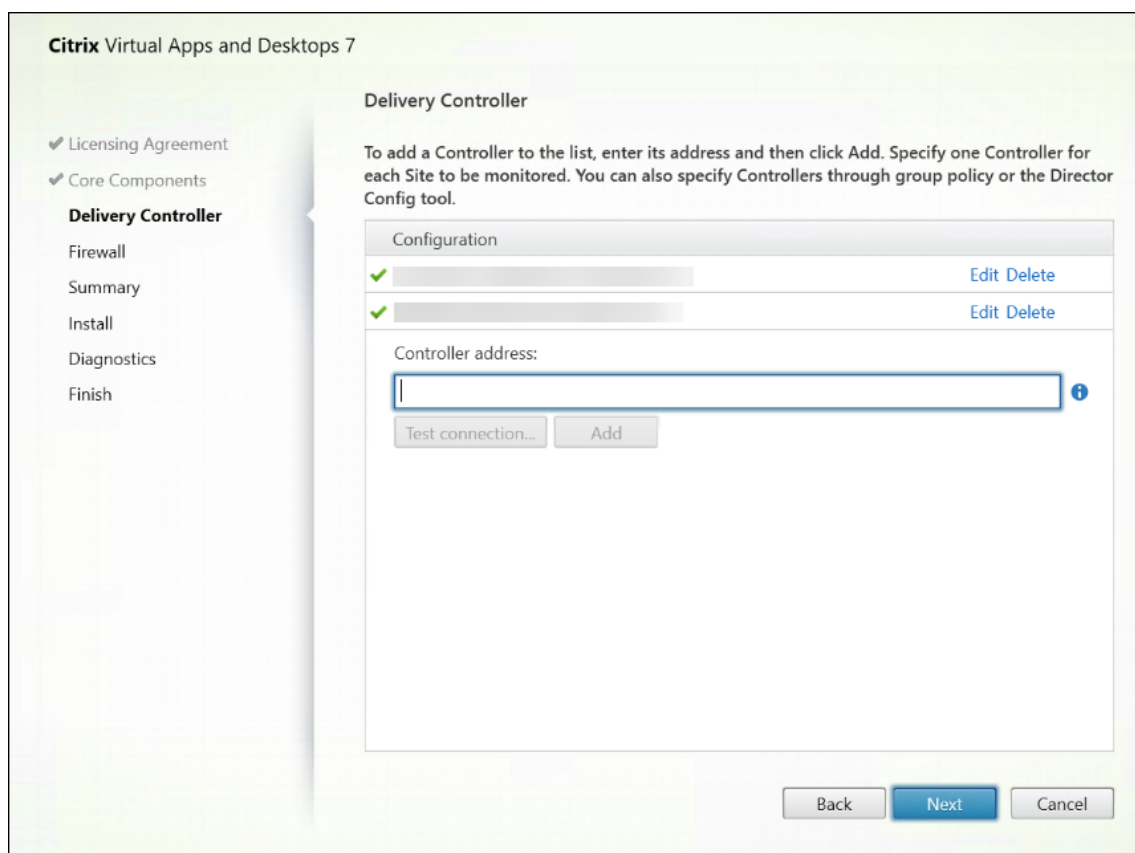 Citrix Virtual Apps and Desktops 7
Licensing Agreement
Core Components
Delivery Controller
Firewall
Summary
Install
Diagnostics
Finish
Delivery Controller
To add a Controller to the list, enter its address and then click Add. Specify one Controller for
each Site to be monitored. You can also specify Controllers through group policy or the Director
Config tool.
Configuration
Edit Delete
Edit Delete
Controller address:
Test connection...
Add
Back
Next
Cancel